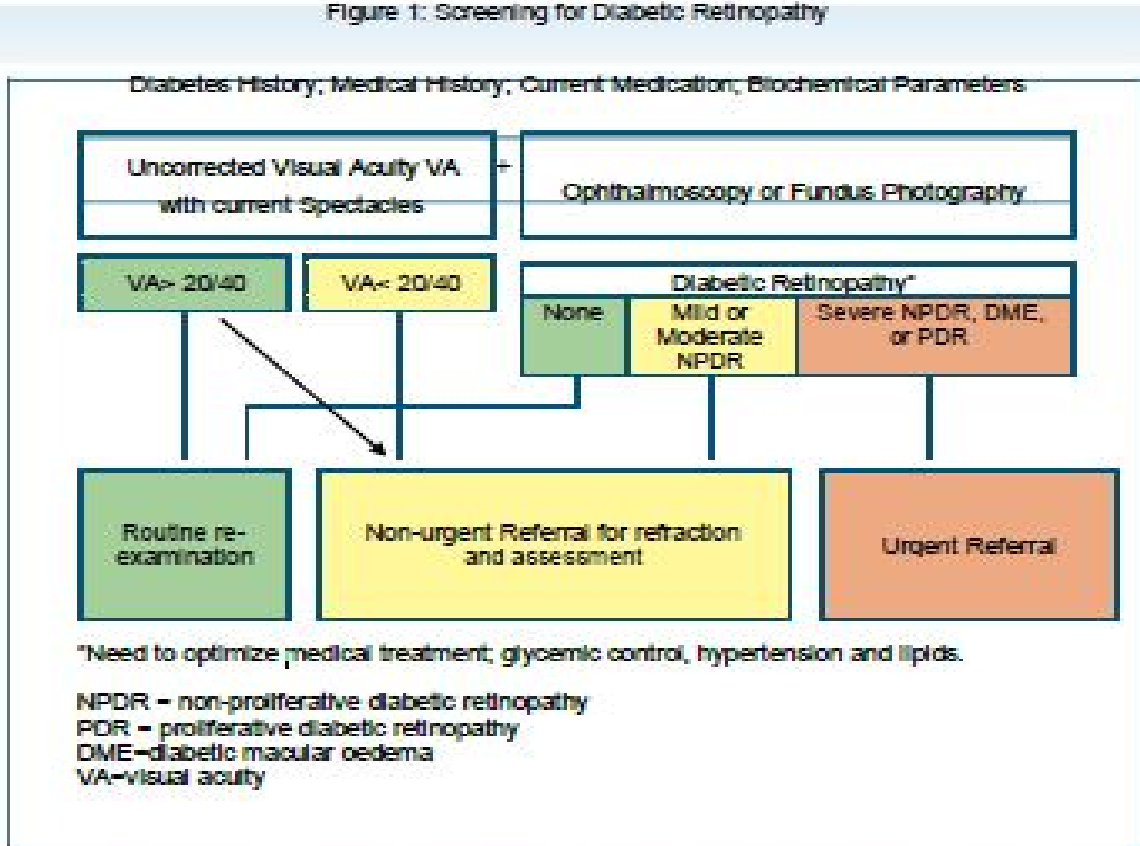 Figure 1: Screening for Diabetic Retinopathy
Diabetes History; Medical History; Current Medication; Biochemical Parameters
Uncorrected Visual Acuity VA
with current Spectacles
+
Ophthalmoscopy or Fundus Photography
VA> 20/40
VA< 20/40
Diabetic Retinopathy*
None
Mild or
Moderate
NPDR
Severe NPDR, DME,
or PDR
Routine re-
examination
Non-urgent Referral for refraction
and assessment
Urgent Referral
*Need to optimize medical treatment; glycemic control, hypertension and lipids.
NPDR = non-proliferative diabetic retinopathy
PDR = proliferative diabetic retinopathy
DME=diabetic macular oedema
VA=visual acuity